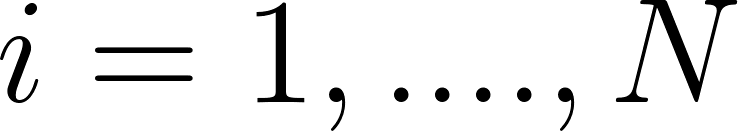 i = 1, ...., N